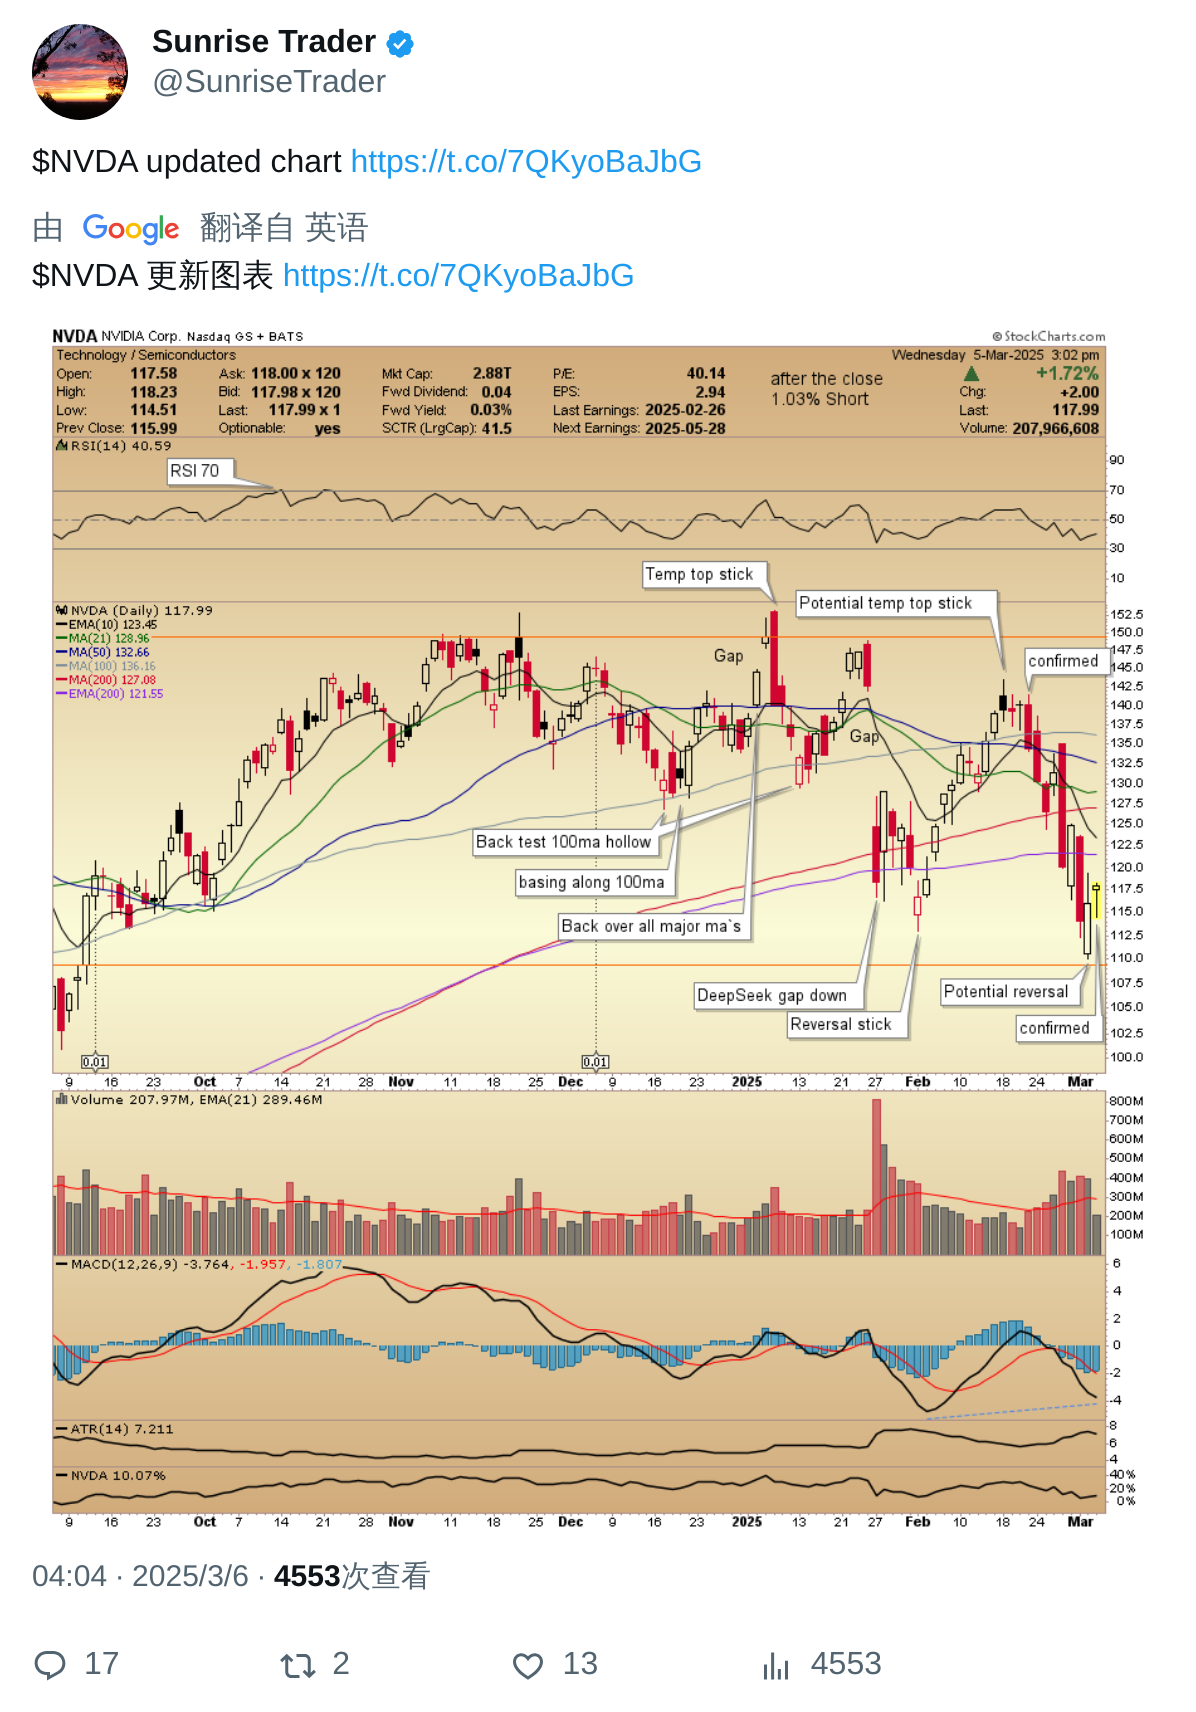 Sunrise Trader
@SunriseTrader
$NVDA updated chart https://t.co/7QKyoBaJbG
由 Google 翻译自 英语
$NVDA 更新图表 https://t.co/7QKyoBaJbG
NVDA NVIDIA Corp. Nasdaq GS + BATS
© StockCharts.com
Technology / Semiconductors
Wednesday 5-Mar-2025 3:02 pm
Open: 117.58 Ask: 118.00 x 120 Mkt Cap: 2.88T P/E: 40.14 after the close +1.72%
High: 118.23 Bid: 117.98 x 120 Fwd Dividend: 0.04 EPS: 2.94 1.03% Short Chg: +2.00
Low: 114.51 Last: 117.99 x 1 Fwd Yield: 0.03% Last Earnings: 2025-02-26 Last: 117.99
Prev Close: 115.99 Optionable: yes SCTR (LrgCap): 41.5 Next Earnings: 2025-05-28 Volume: 207,966,608
RSI(14) 40.59
RSI 70
90
70
50
30
10
Temp top stick
Potential temp top stick
NVDA (Daily) 117.99
EMA(10) 123.45
MA(21) 128.96
MA(50) 132.66
MA(100) 136.16
MA(200) 127.08
EMA(200) 121.55
Gap
confirmed
Gap
Back test 100ma hollow
basing along 100ma
Back over all major ma`s
DeepSeek gap down
Potential reversal
Reversal stick
confirmed
152.5
150.0
147.5
145.0
142.5
140.0
137.5
135.0
132.5
130.0
127.5
125.0
122.5
120.0
117.5
115.0
112.5
110.0
107.5
105.0
102.5
100.0
0.01 0.01
9 16 23 Oct 7 14 21 28 Nov 11 18 25 Dec 9 16 23 2025 13 21 27 Feb 10 18 24 Mar
Volume 207.97M, EMA(21) 289.46M
800M
700M
600M
500M
400M
300M
200M
100M
MACD(12,26,9) -3.764, -1.957, -1.807
6
4
2
0
-2
-4
ATR(14) 7.211
8
6
4
NVDA 10.07%
40%
20%
0%
9 16 23 Oct 7 14 21 28 Nov 11 18 25 Dec 9 16 23 2025 13 21 27 Feb 10 18 24 Mar
04:04 · 2025/3/6 · 4553次查看
17 2 13 4553